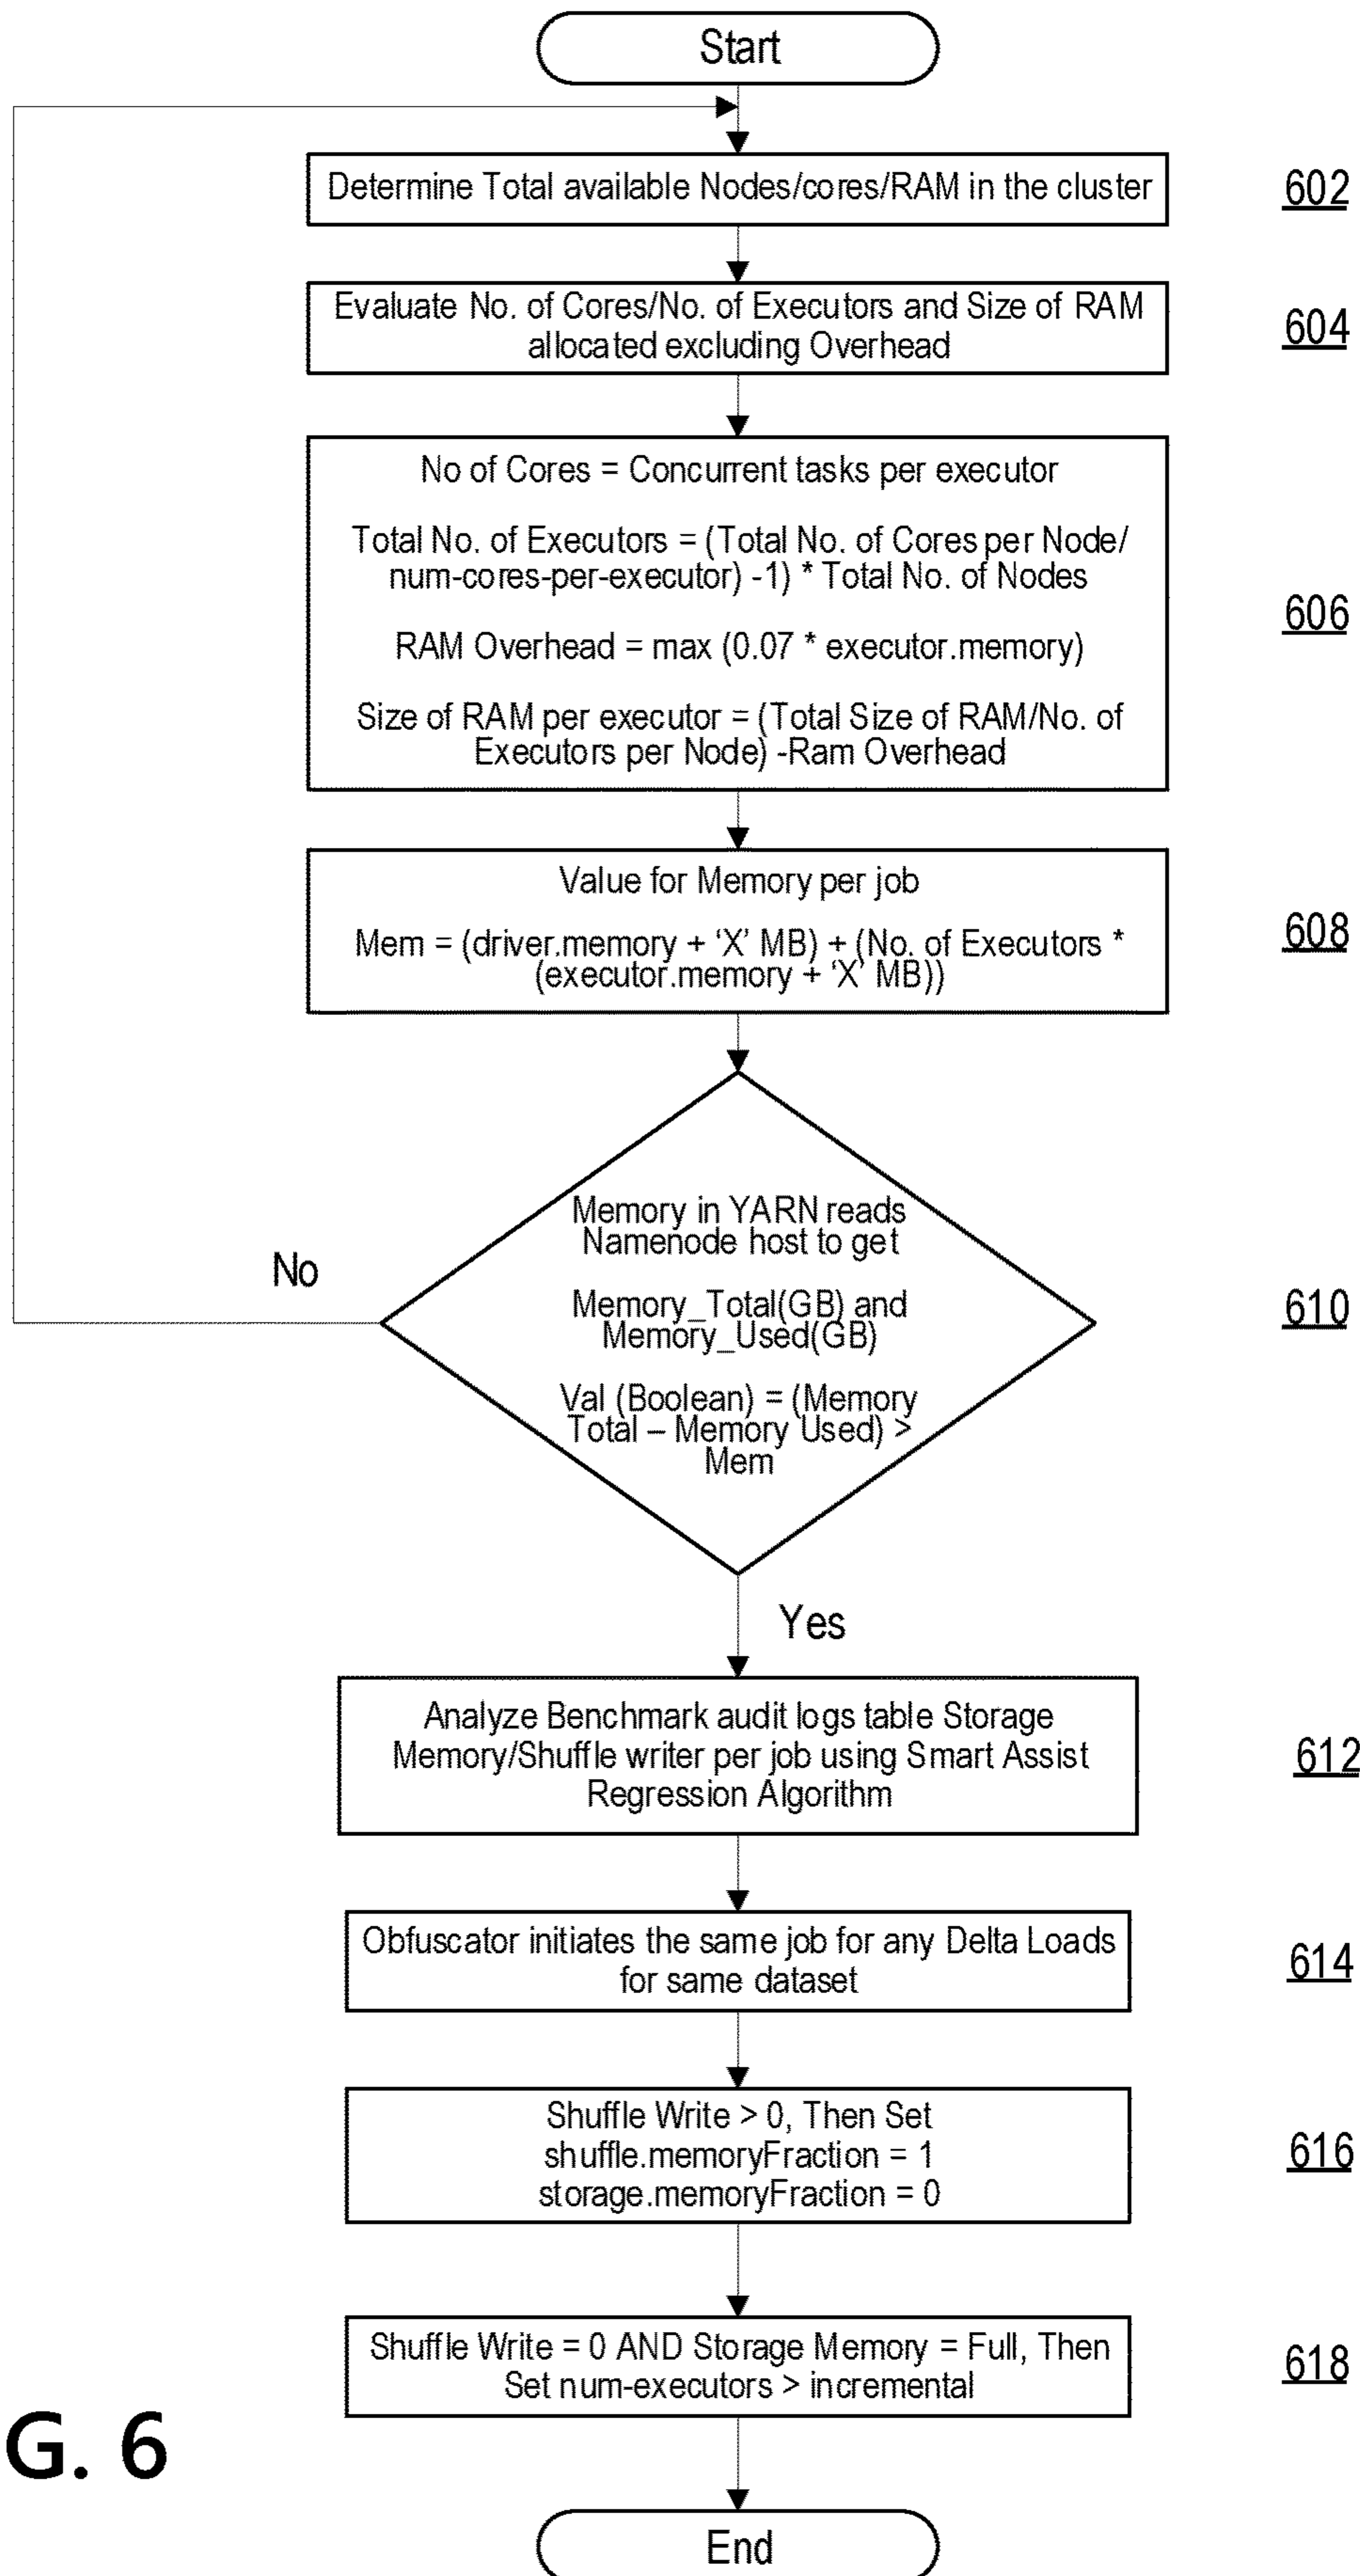 Start
Determine Total available Nodes/cores/RAM in the cluster
602
Evaluate No. of Cores/No. of Executors and Size of RAM
allocated excluding Overhead
604
No of Cores = Concurrent tasks per executor
Total No. of Executors = (Total No. of Cores per Node/
num-cores-per-executor) -1) * Total No. of Nodes
RAM Overhead = max (0.07 * executor.memory)
Size of RAM per executor = (Total Size of RAM/No. of
Executors per Node) -Ram Overhead
606
Value for Memory per job
Mem = (driver.memory + ‘X’ MB) + (No. of Executors *
(executor.memory + ‘X’ MB))
608
Memory in YARN reads
Namenode host to get
Memory_Total(GB) and
Memory_Used(GB)
Val (Boolean) = (Memory
Total – Memory Used) >
Mem
No
610
Yes
Analyze Benchmark audit logs table Storage
Memory/Shuffle writer per job using Smart Assist
Regression Algorithm
612
Obfuscator initiates the same job for any Delta Loads
for same dataset
614
Shuffle Write > 0, Then Set
shuffle.memoryFraction = 1
storage.memoryFraction = 0
616
Shuffle Write = 0 AND Storage Memory = Full, Then
Set num-executors > incremental
618
G. 6
End